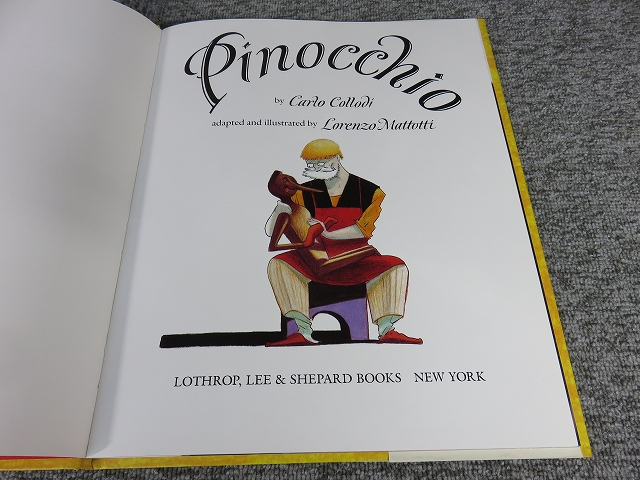 Pinocchio
by Carlo Collodi
adapted and illustrated by Lorenzo Mattotti
LOTHROP, LEE & SHEPARD BOOKS NEW YORK